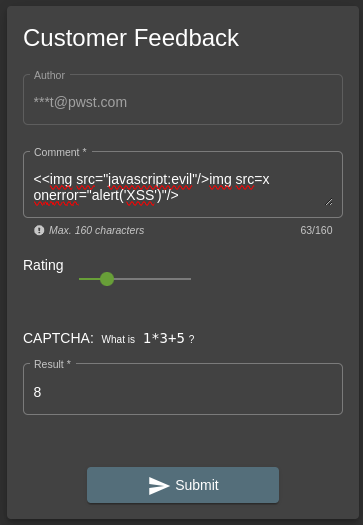 Customer Feedback
Author
***t@pwst.com
Comment *
<<img src="javascript:evil"/>img src=x
onerror="alert('XSS')"/>
Max. 160 characters 63/160
Rating
CAPTCHA: What is 1*3+5 ?
Result *
8
Submit